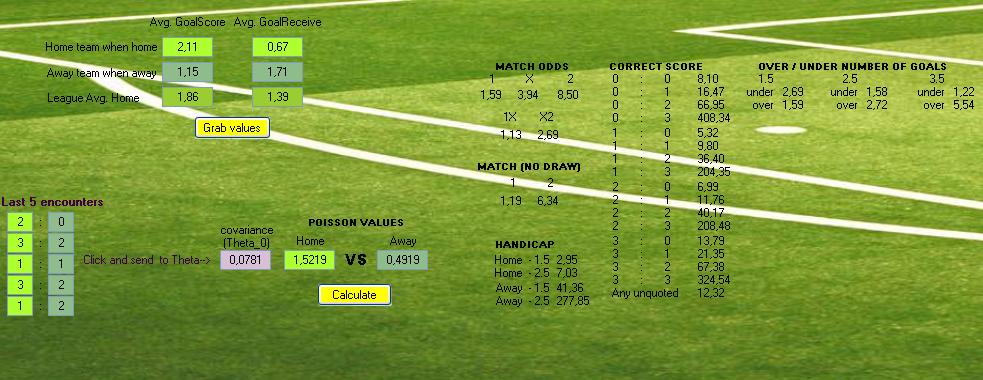 Avg. GoalScore Avg. GoalReceive
Home team when home 2,11 0,67
Away team when away 1,15 1,71
League Avg. Home 1,86 1,39
Grab values
Last 5 encounters
2 : 0
3 : 2
1 : 1
3 : 2
1 : 2
Click and send to Theta-->
covariance
(Theta_0)
0,0781
POISSON VALUES
Home Away
1,5219 VS 0,4919
Calculate
MATCH ODDS
1 X 2
1,59 3,94 8,50
1X X2
1,13 2,69
MATCH (NO DRAW)
1 2
1,19 6,34
HANDICAP
Home - 1.5 2,95
Home - 2.5 7,03
Away - 1.5 41,36
Away - 2.5 277,85
CORRECT SCORE
0 : 0 8,10
0 : 1 16,47
0 : 2 66,95
0 : 3 408,34
1 : 0 5,32
1 : 1 9,80
1 : 2 36,40
1 : 3 204,35
2 : 0 6,99
2 : 1 11,76
2 : 2 40,17
2 : 3 208,48
3 : 0 13,79
3 : 1 21,35
3 : 2 67,38
3 : 3 324,54
Any unquoted 12,32
OVER / UNDER NUMBER OF GOALS
1.5 2.5 3.5
under 2,69 under 1,58 under 1,22
over 1,59 over 2,72 over 5,54